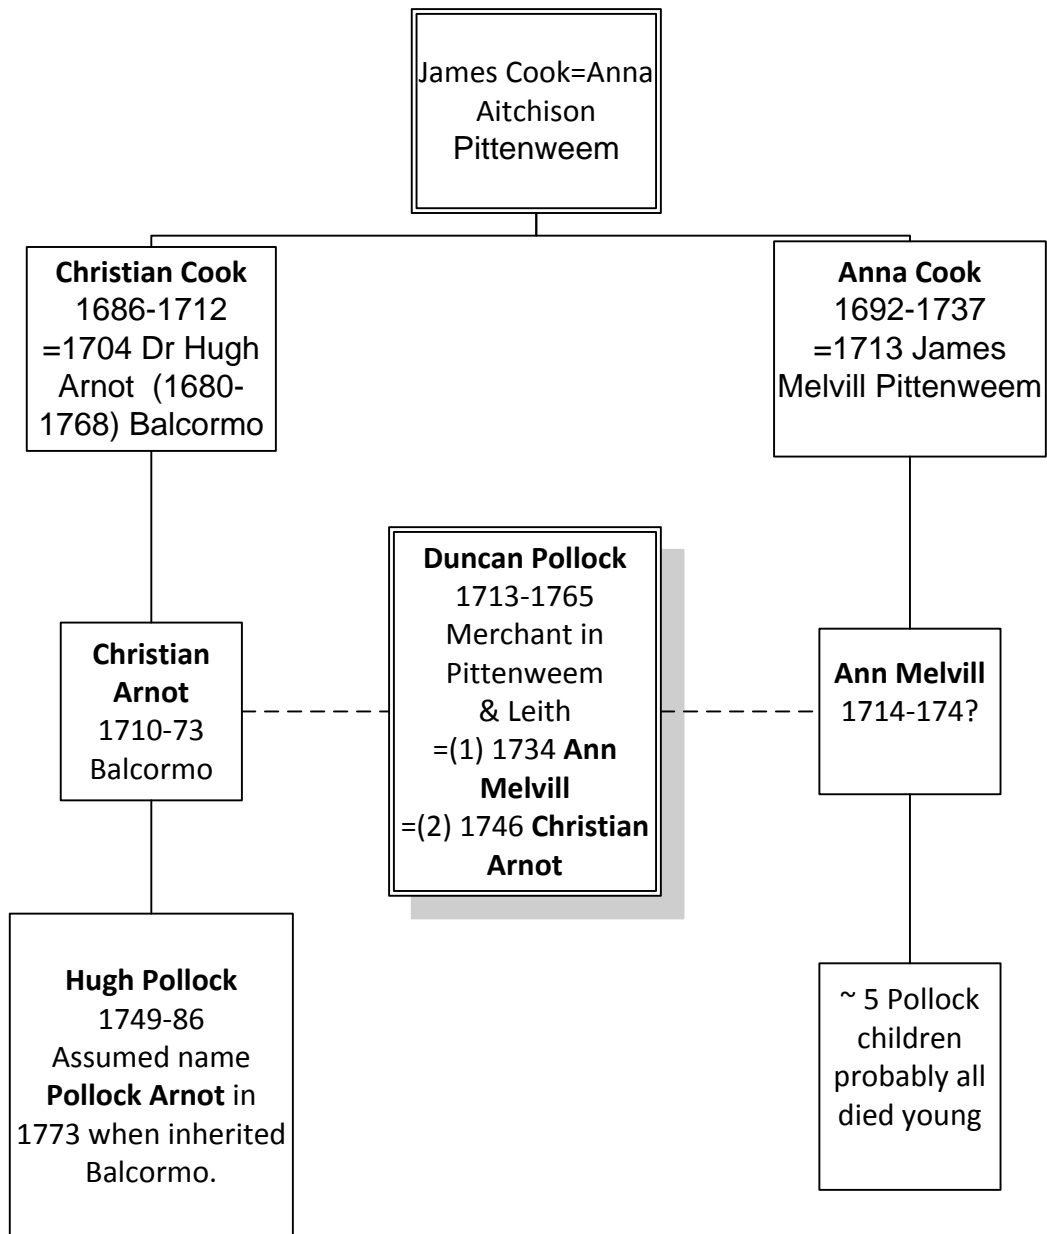 James Cook=Anna
Aitchison
Pittenweem
Christian Cook
1686-1712
=1704 Dr Hugh
Arnot (1680-
1768) Balcormo
Anna Cook
1692-1737
=1713 James
Melvill Pittenweem
Duncan Pollock
1713-1765
Merchant in
Pittenweem
& Leith
=(1) 1734 Ann
Melvill
=(2) 1746 Christian
Arnot
Christian
Arnot
1710-73
Balcormo
Ann Melvill
1714-174?
Hugh Pollock
1749-86
Assumed name
Pollock Arnot in
1773 when inherited
Balcormo.
~ 5 Pollock
children
probably all
died young